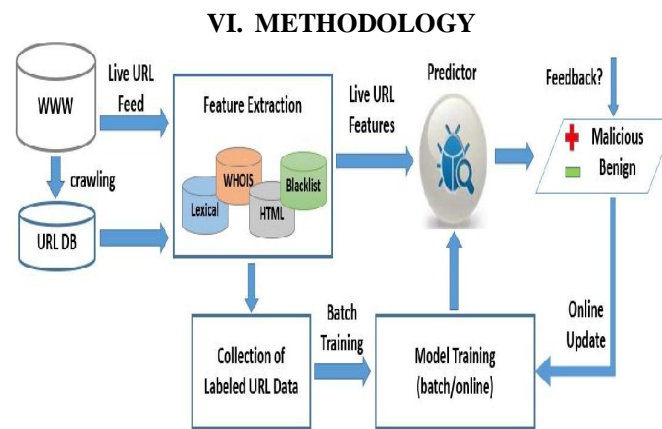 VI. METHODOLOGY
WWW
Live URL
Feed
Feature Extraction
Lexical
WHOIS
HTML
Blacklist
Live URL
Features
Predictor
Feedback?
Malicious
Benign
crawling
URL DB
Collection of
Labeled URL Data
Batch
Training
Model Training
(batch/online)
Online
Update